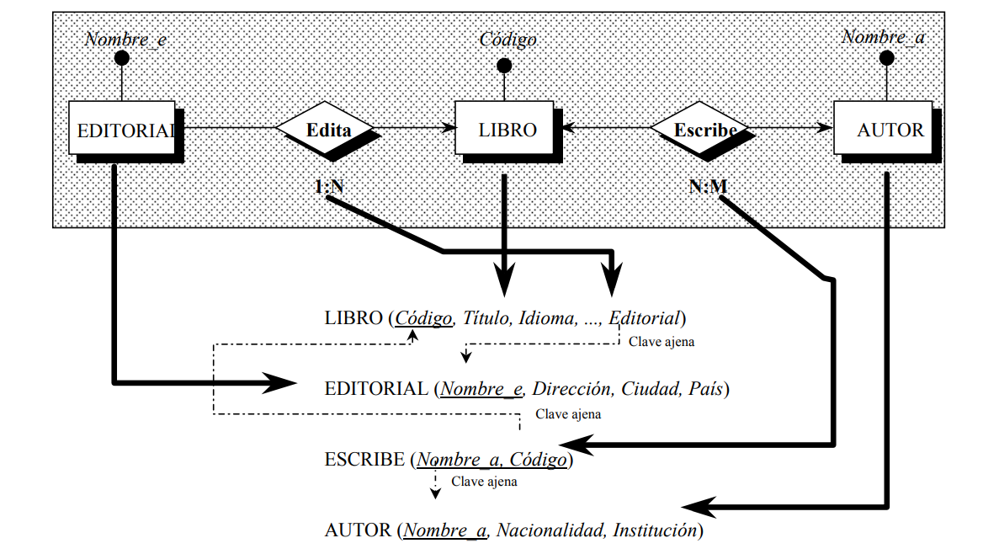 Nombre_e Código Nombre_a
EDITORIAL Edita LIBRO Escribe AUTOR
1:N N:M
LIBRO (Código, Título, Idioma, ..., Editorial)
Clave ajena
EDITORIAL (Nombre_e, Dirección, Ciudad, País)
Clave ajena
ESCRIBE (Nombre_a, Código)
Clave ajena
AUTOR (Nombre_a, Nacionalidad, Institución)